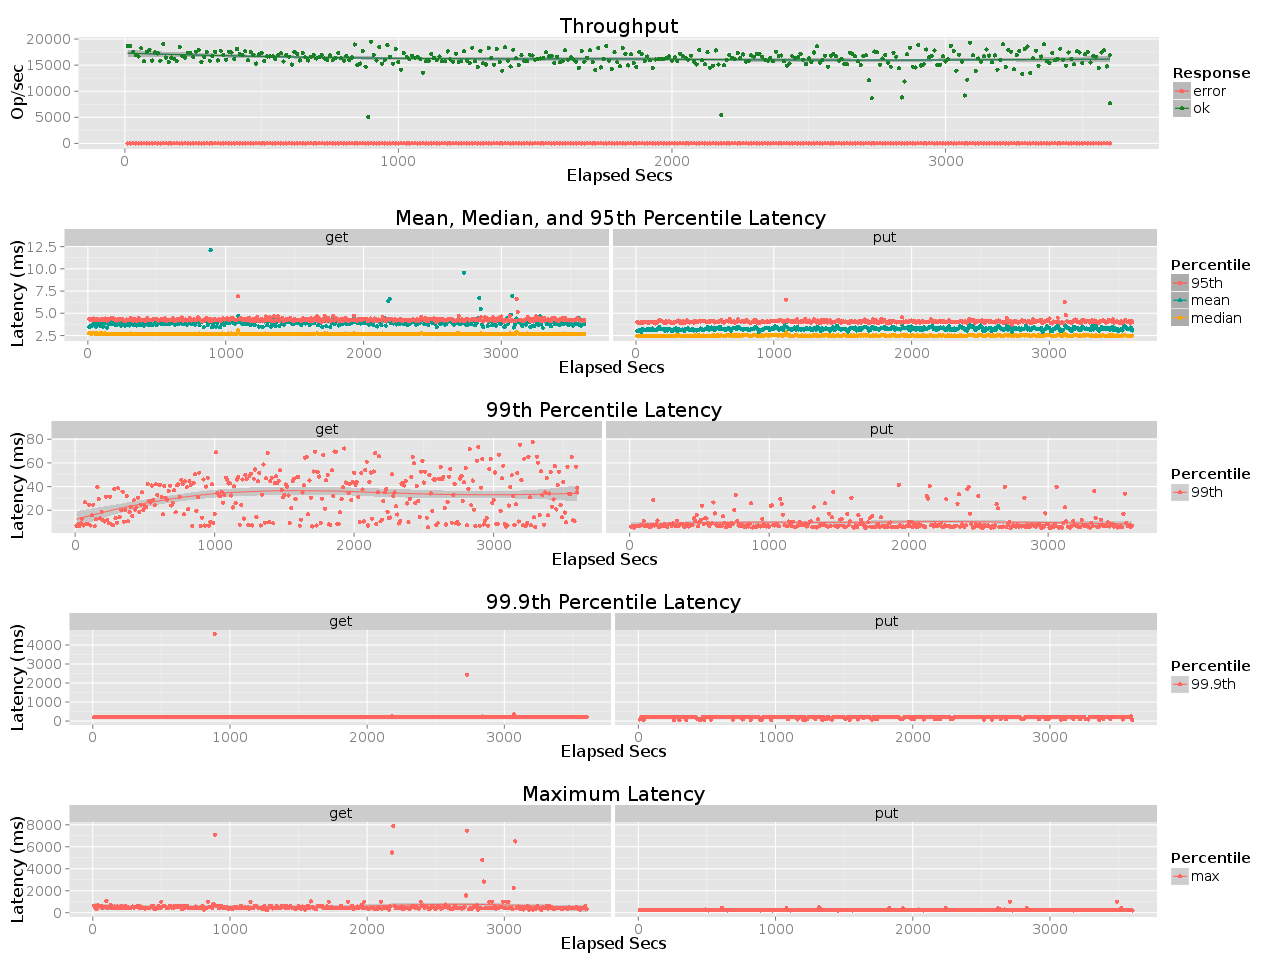 Throughput
Op/sec
20000
15000
10000
5000
0
0 1000 2000 3000
Elapsed Secs
Response
error
ok
Mean, Median, and 95th Percentile Latency
get put
Latency (ms)
12.5
10.0
7.5
5.0
2.5
0 1000 2000 3000 0 1000 2000 3000
Elapsed Secs
Percentile
95th
mean
median
99th Percentile Latency
get put
Latency (ms)
80
60
40
20
0 1000 2000 3000 0 1000 2000 3000
Elapsed Secs
Percentile
99th
99.9th Percentile Latency
get put
Latency (ms)
4000
3000
2000
1000
0
0 1000 2000 3000 0 1000 2000 3000
Elapsed Secs
Percentile
99.9th
Maximum Latency
get put
Latency (ms)
8000
6000
4000
2000
0
0 1000 2000 3000 0 1000 2000 3000
Elapsed Secs
Percentile
max